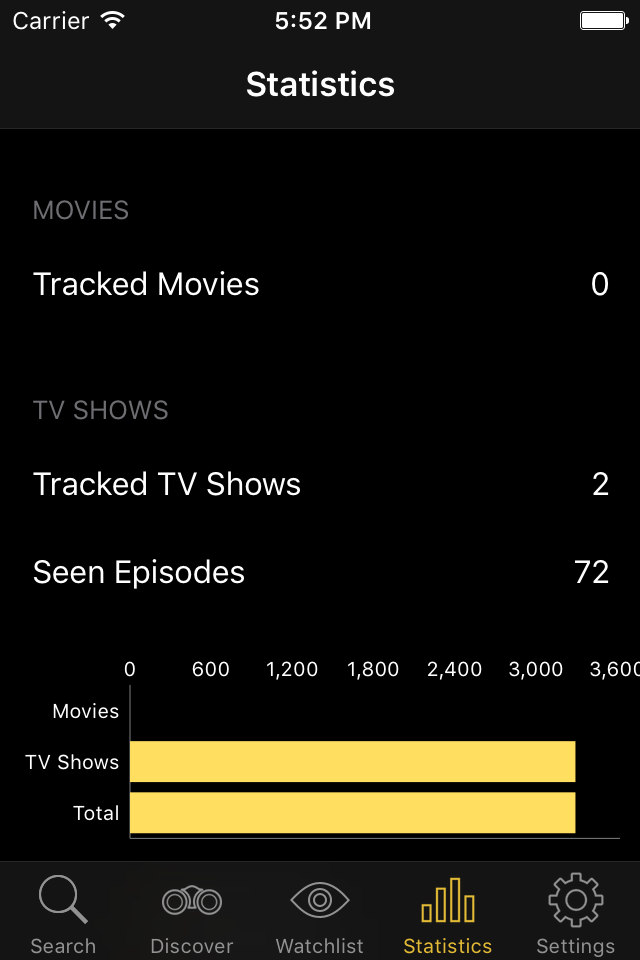 Carrier 5:52 PM
Statistics
MOVIES
Tracked Movies 0
TV SHOWS
Tracked TV Shows 2
Seen Episodes 72
0 600 1,200 1,800 2,400 3,000 3,600
Movies
TV Shows
Total
Search Discover Watchlist Statistics Settings